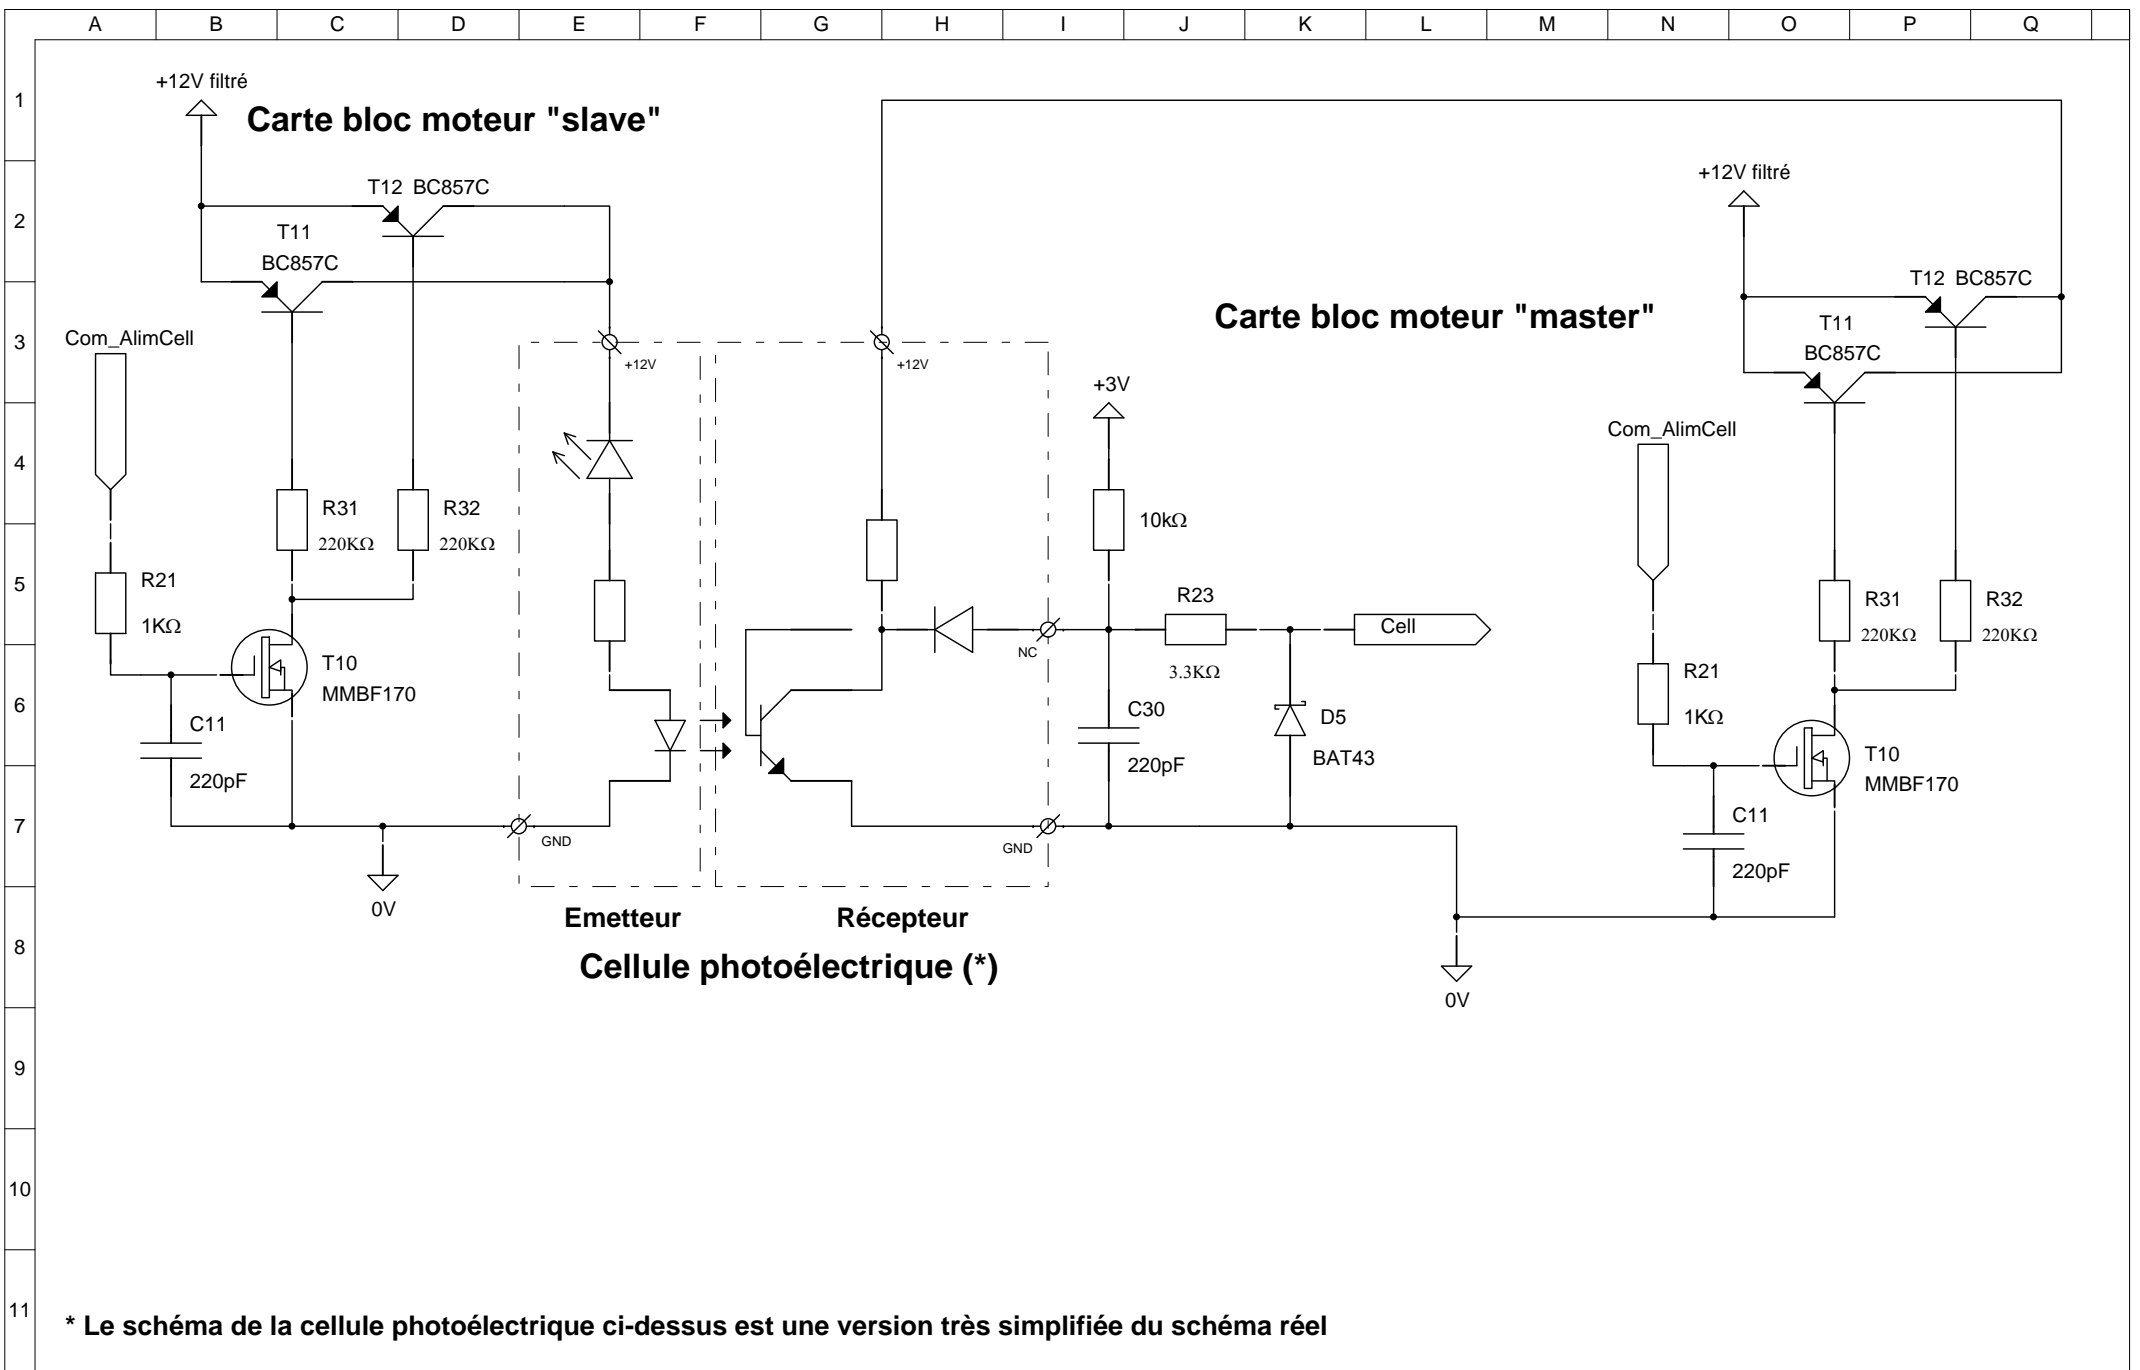 A B C D E F G H I J K L M N O P Q
1
2
3
4
5
6
7
8
9
10
11
+12V filtré
Carte bloc moteur "slave"
T12 BC857C
T11
BC857C
Com_AlimCell
R31
220KΩ
R32
220KΩ
R21
1KΩ
T10
MMBF170
C11
220pF
0V
+12V
GND
Emetteur
+12V
NC
GND
Récepteur
Cellule photoélectrique (*)
+3V
10kΩ
R23
3.3KΩ
Cell
C30
220pF
D5
BAT43
0V
Carte bloc moteur "master"
+12V filtré
T12 BC857C
T11
BC857C
Com_AlimCell
R31
220KΩ
R32
220KΩ
R21
1KΩ
T10
MMBF170
C11
220pF
* Le schéma de la cellule photoélectrique ci-dessus est une version très simplifiée du schéma réel